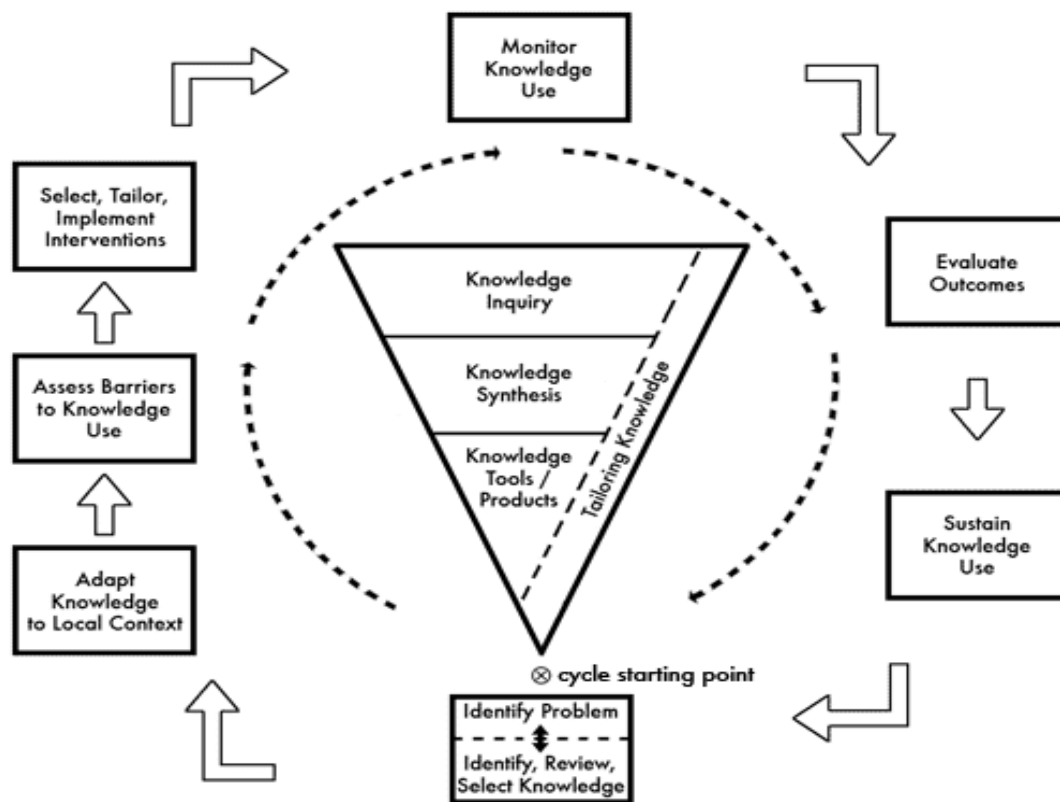 Monitor
Knowledge
Use
Select, Tailor,
Implement
Interventions
Evaluate
Outcomes
Knowledge
Inquiry
Assess Barriers
to Knowledge
Use
Knowledge
Synthesis
Tailoring Knowledge
Knowledge
Tools /
Products
Sustain
Knowledge
Use
Adapt
Knowledge
to Local Context
⊗ cycle starting point
Identify Problem
Identify, Review,
Select Knowledge